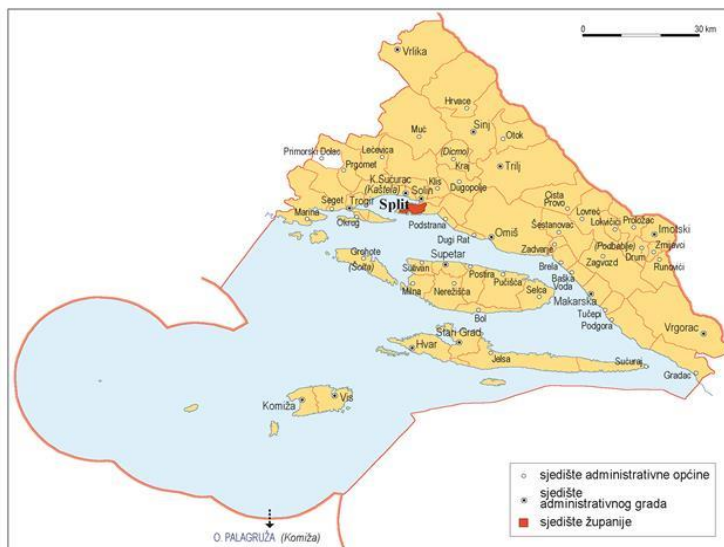 0 30 km
Vrlika
Hrvace
Muć
Sinj
Otok
Primorski Dolec
Lećevica
(Dicmo)
Kraj
Trilj
Prgomet
K.Sućurac
(Kaštela)
Klis
Solin
Dugopolje
Seget
Trogir
Split
Marina
Okrug
Podstrana
Dugi Rat
Omiš
Cista
Provo
Lovreć
Lokvičići
Proložac
Imotski
Šestanovac
(Podbablje)
Zmijavci
Zadvarje
Zagvozd
Drum
Runovići
Grohote
(Šolta)
Supetar
Sutivan
Postira
Pučišća
Brela
Baška
Voda
Milna
Nerežišća
Selca
Makarska
Bol
Tučepi
Podgora
Vrgorac
Stari Grad
Hvar
Jelsa
Sućuraj
Gradac
Komiža
Vis
sjedište administrativne općine
sjedište
administrativnog grada
sjedište županije
O. PALAGRUŽA (Komiža)